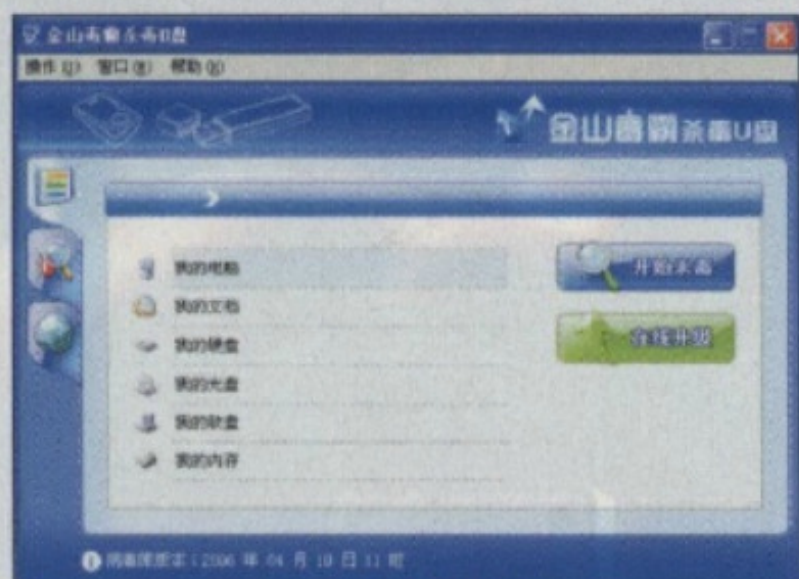 金山毒霸杀毒U盘
操作(J) 窗口(W) 帮助(H)
金山毒霸杀毒U盘
我的电脑
我的文档
我的硬盘
我的光盘
我的软盘
我的内存
开始杀毒
在线升级
病毒库版本:2006 年 04 月 10 日 11 时